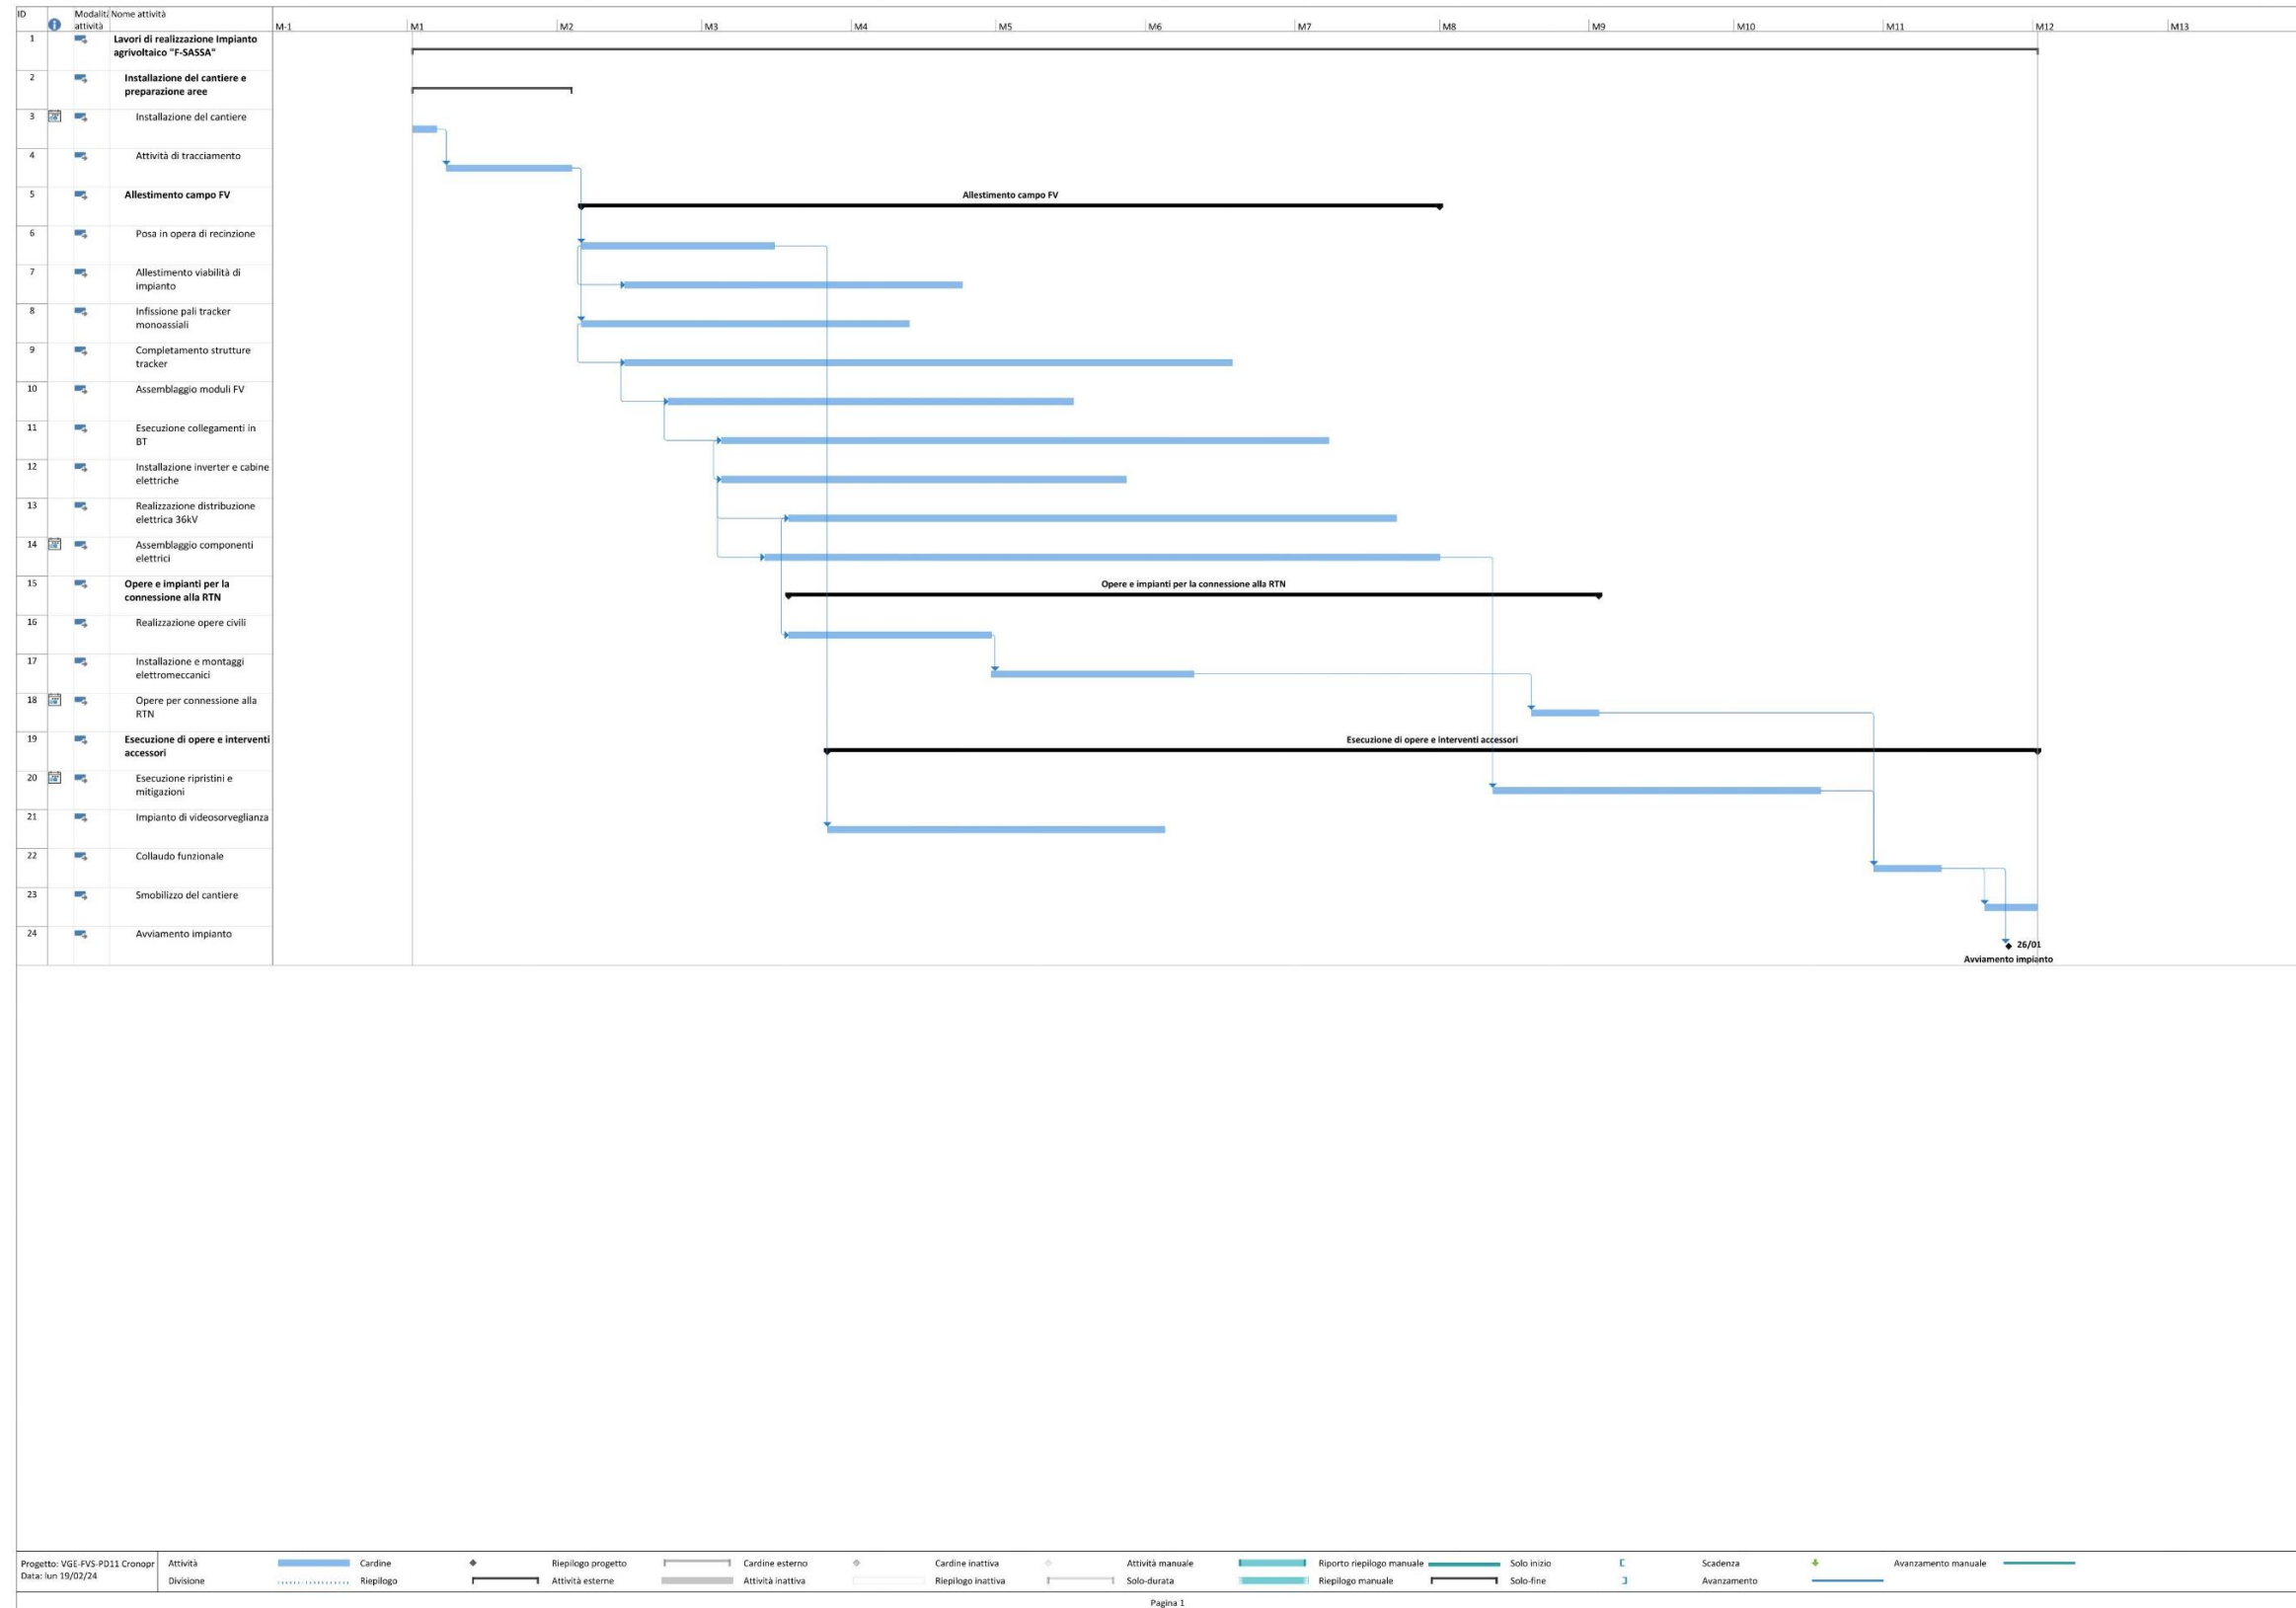 ID Modalità Nome attività
attività M-1 M1 M2 M3 M4 M5 M6 M7 M8 M9 M10 M11 M12 M13
1 Lavori di realizzazione Impianto
agrivoltaico "F-SASSA"
2 Installazione del cantiere e
preparazione aree
3 Installazione del cantiere
4 Attività di tracciamento
5 Allestimento campo FV Allestimento campo FV
6 Posa in opera di recinzione
7 Allestimento viabilità di
impianto
8 Infissione pali tracker
monoassiali
9 Completamento strutture
tracker
10 Assemblaggio moduli FV
11 Esecuzione collegamenti in
BT
12 Installazione inverter e cabine
elettriche
13 Realizzazione distribuzione
elettrica 36kV
14 Assemblaggio componenti
elettrici
15 Opere e impianti per la Opere e impianti per la connessione alla RTN
connessione alla RTN
16 Realizzazione opere civili
17 Installazione e montaggi
elettromeccanici
18 Opere per connessione alla
RTN
19 Esecuzione di opere e interventi Esecuzione di opere e interventi accessori
accessori
20 Esecuzione ripristini e
mitigazioni
21 Impianto di videosorveglianza
22 Collaudo funzionale
23 Smobilizzo del cantiere
24 Avviamento impianto
26/01
Avviamento impianto
Progetto: VGE-FVS-PD11 Cronopr
Data: lun 19/02/24
Attività Cardine Riepilogo progetto Cardine esterno Cardine inattiva Attività manuale Riporto riepilogo manuale Solo inizio Scadenza Avanzamento manuale
Divisione Riepilogo Attività esterne Attività inattiva Riepilogo inattiva Solo-durata Riepilogo manuale Solo-fine Avanzamento
Pagina 1